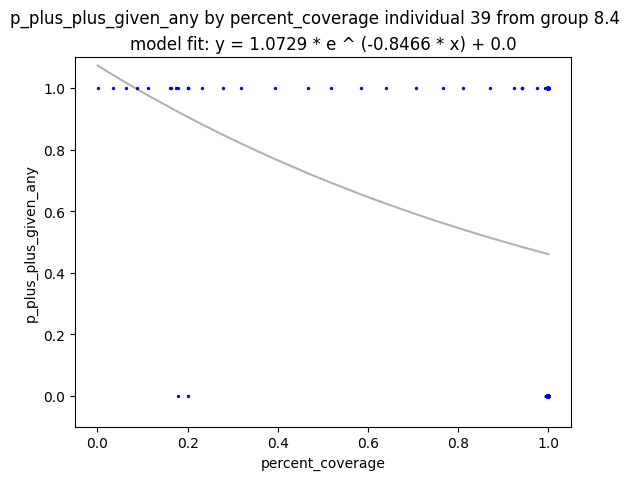 p_plus_plus_given_any by percent_coverage individual 39 from group 8.4
model fit: y = 1.0729 * e ^ (-0.8466 * x) + 0.0
1.0
0.8
0.6
0.4
0.2
0.0
p_plus_plus_given_any
0.0 0.2 0.4 0.6 0.8 1.0
percent_coverage